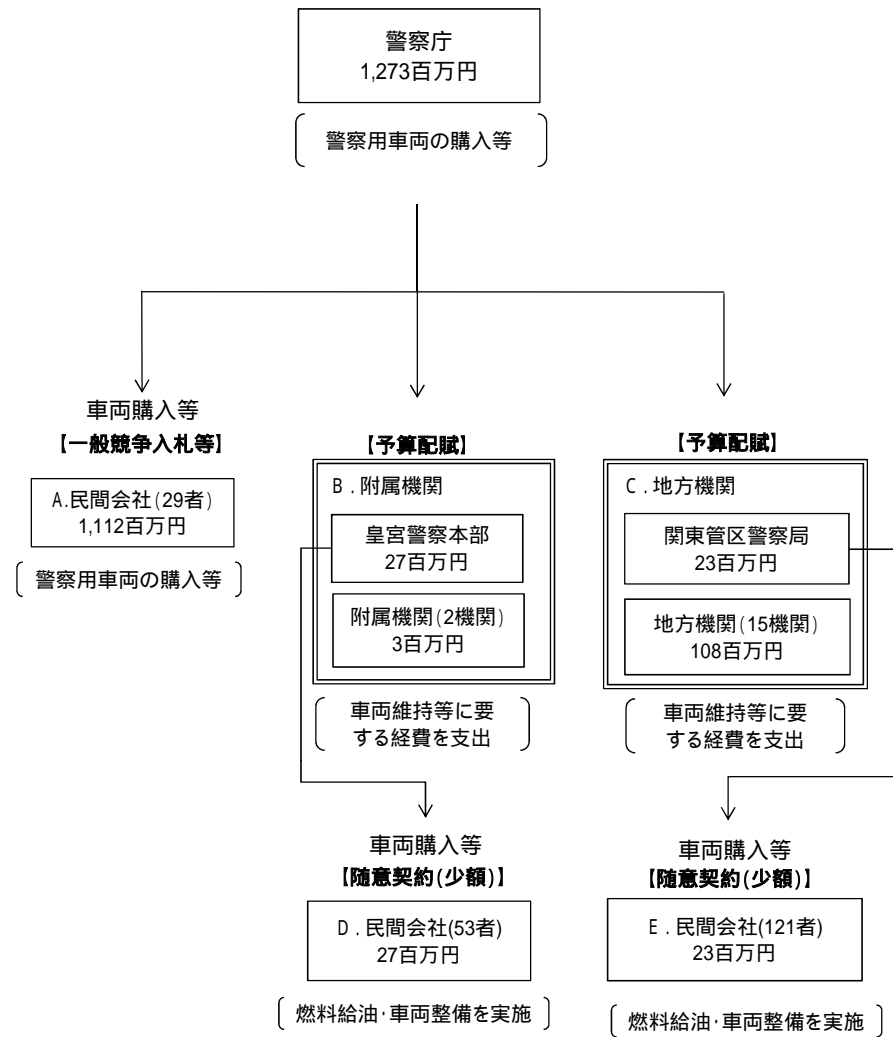 警察庁
1,273百万円
警察用車両の購入等
車両購入等
【一般競争入札等】
A.民間会社(29者)
1,112百万円
警察用車両の購入等
【予算配賦】
B．附属機関
皇宮警察本部
27百万円
附属機関(2機関)
3百万円
車両維持等に要
する経費を支出
【予算配賦】
C．地方機関
関東管区警察局
23百万円
地方機関(15機関)
108百万円
車両維持等に要
する経費を支出
車両購入等
【随意契約(少額)】
D．民間会社(53者)
27百万円
燃料給油・車両整備を実施
車両購入等
【随意契約(少額)】
E．民間会社(121者)
23百万円
燃料給油・車両整備を実施